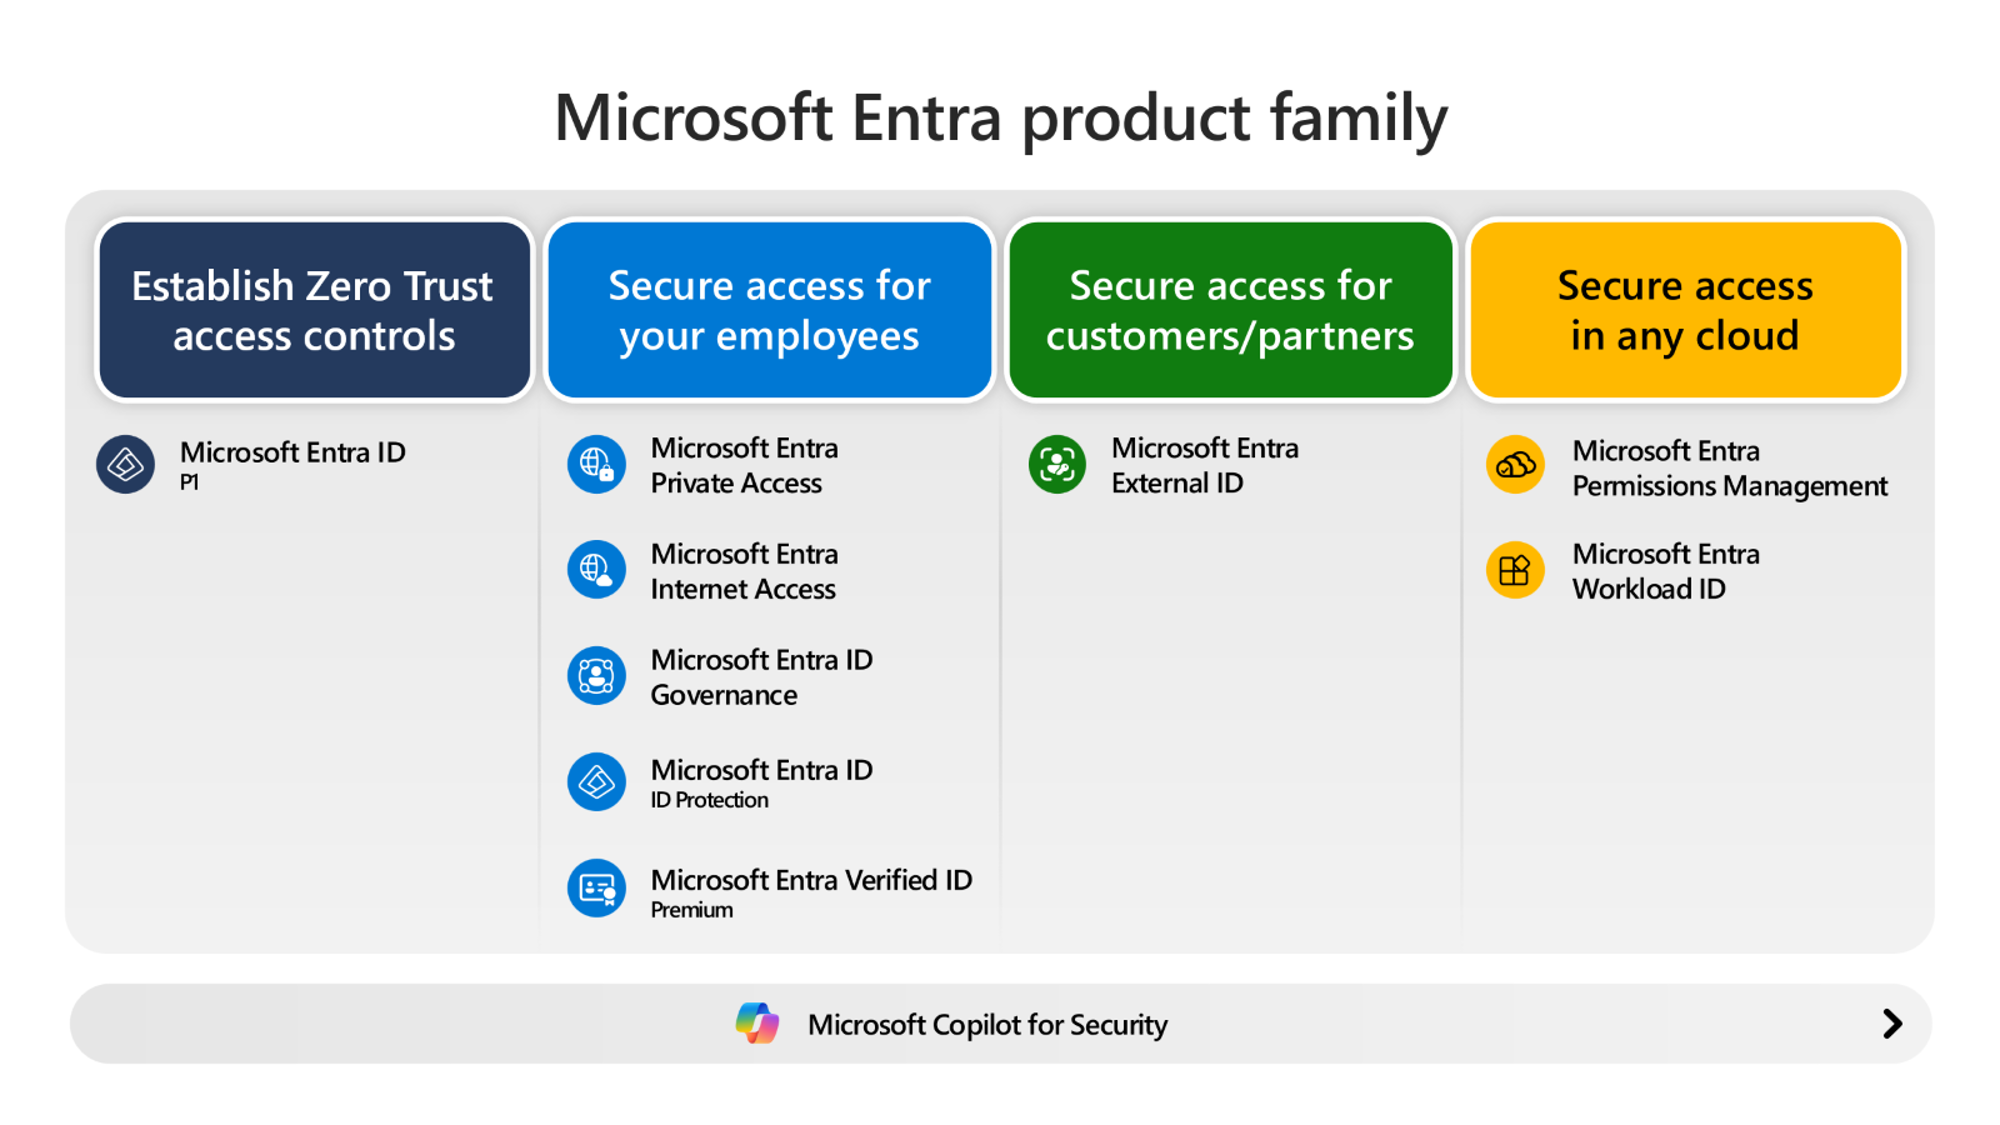 Microsoft Entra product family
Establish Zero Trust
access controls
Microsoft Entra ID
P1
Secure access for
your employees
Microsoft Entra
Private Access
Microsoft Entra
Internet Access
Microsoft Entra ID
Governance
Microsoft Entra ID
ID Protection
Microsoft Entra Verified ID
Premium
Secure access for
customers/partners
Microsoft Entra
External ID
Secure access
in any cloud
Microsoft Entra
Permissions Management
Microsoft Entra
Workload ID
Microsoft Copilot for Security